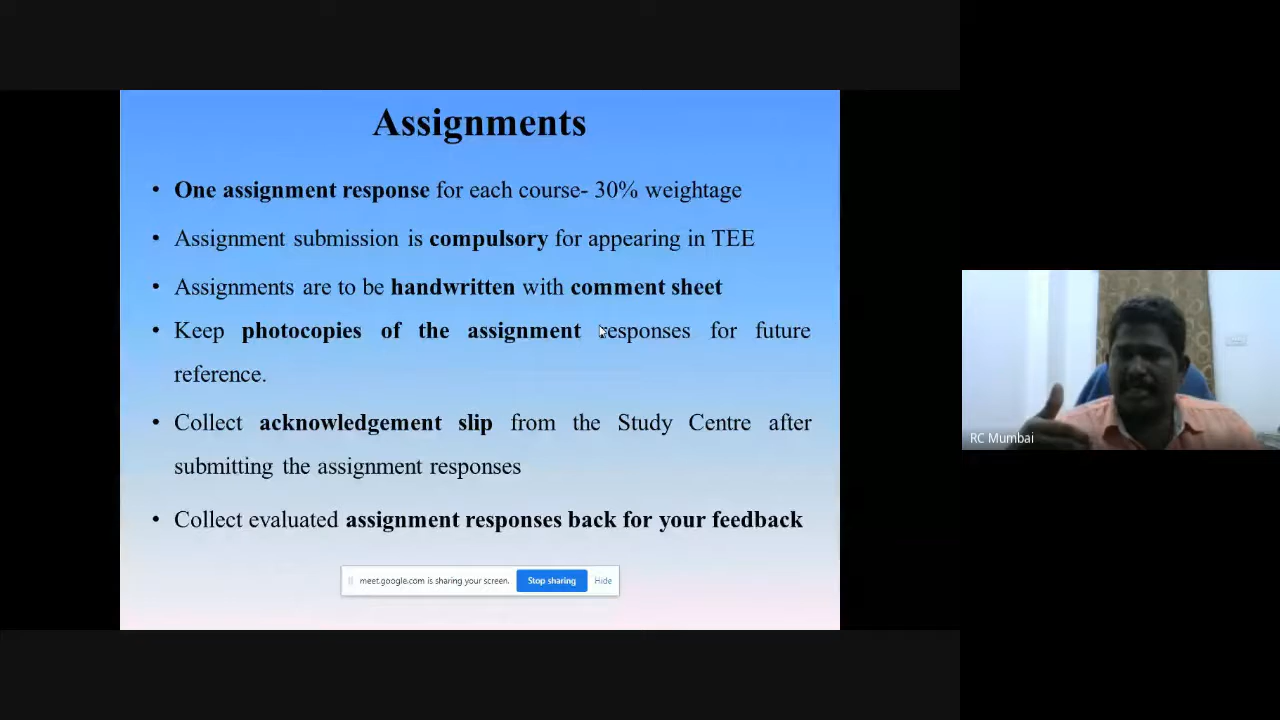 Assignments
• One assignment response for each course- 30% weightage
• Assignment submission is compulsory for appearing in TEE
• Assignments are to be handwritten with comment sheet
• Keep photocopies of the assignment responses for future
reference.
• Collect acknowledgement slip from the Study Centre after
submitting the assignment responses
• Collect evaluated assignment responses back for your feedback
meet.google.com is sharing your screen. Stop sharing Hide
RC Mumbai